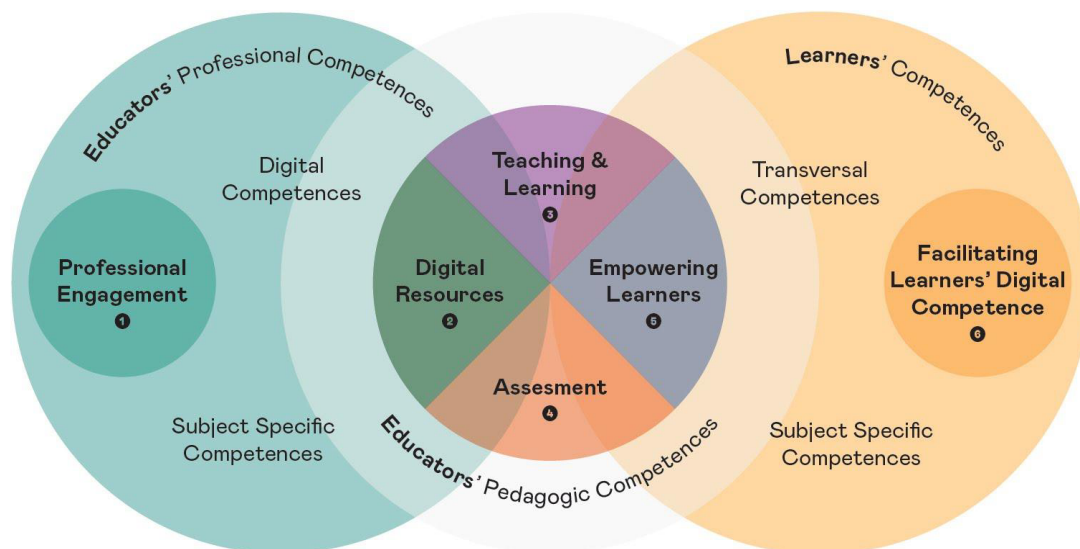 Educators' Professional Competences
Digital
Competences
Professional
Engagement
1
Subject Specific
Competences
Teaching &
Learning
3
Digital
Resources
2
Empowering
Learners
5
Assesment
4
Educators' Pedagogic Competences
Learners' Competences
Transversal
Competences
Facilitating
Learners' Digital
Competence
6
Subject Specific
Competences